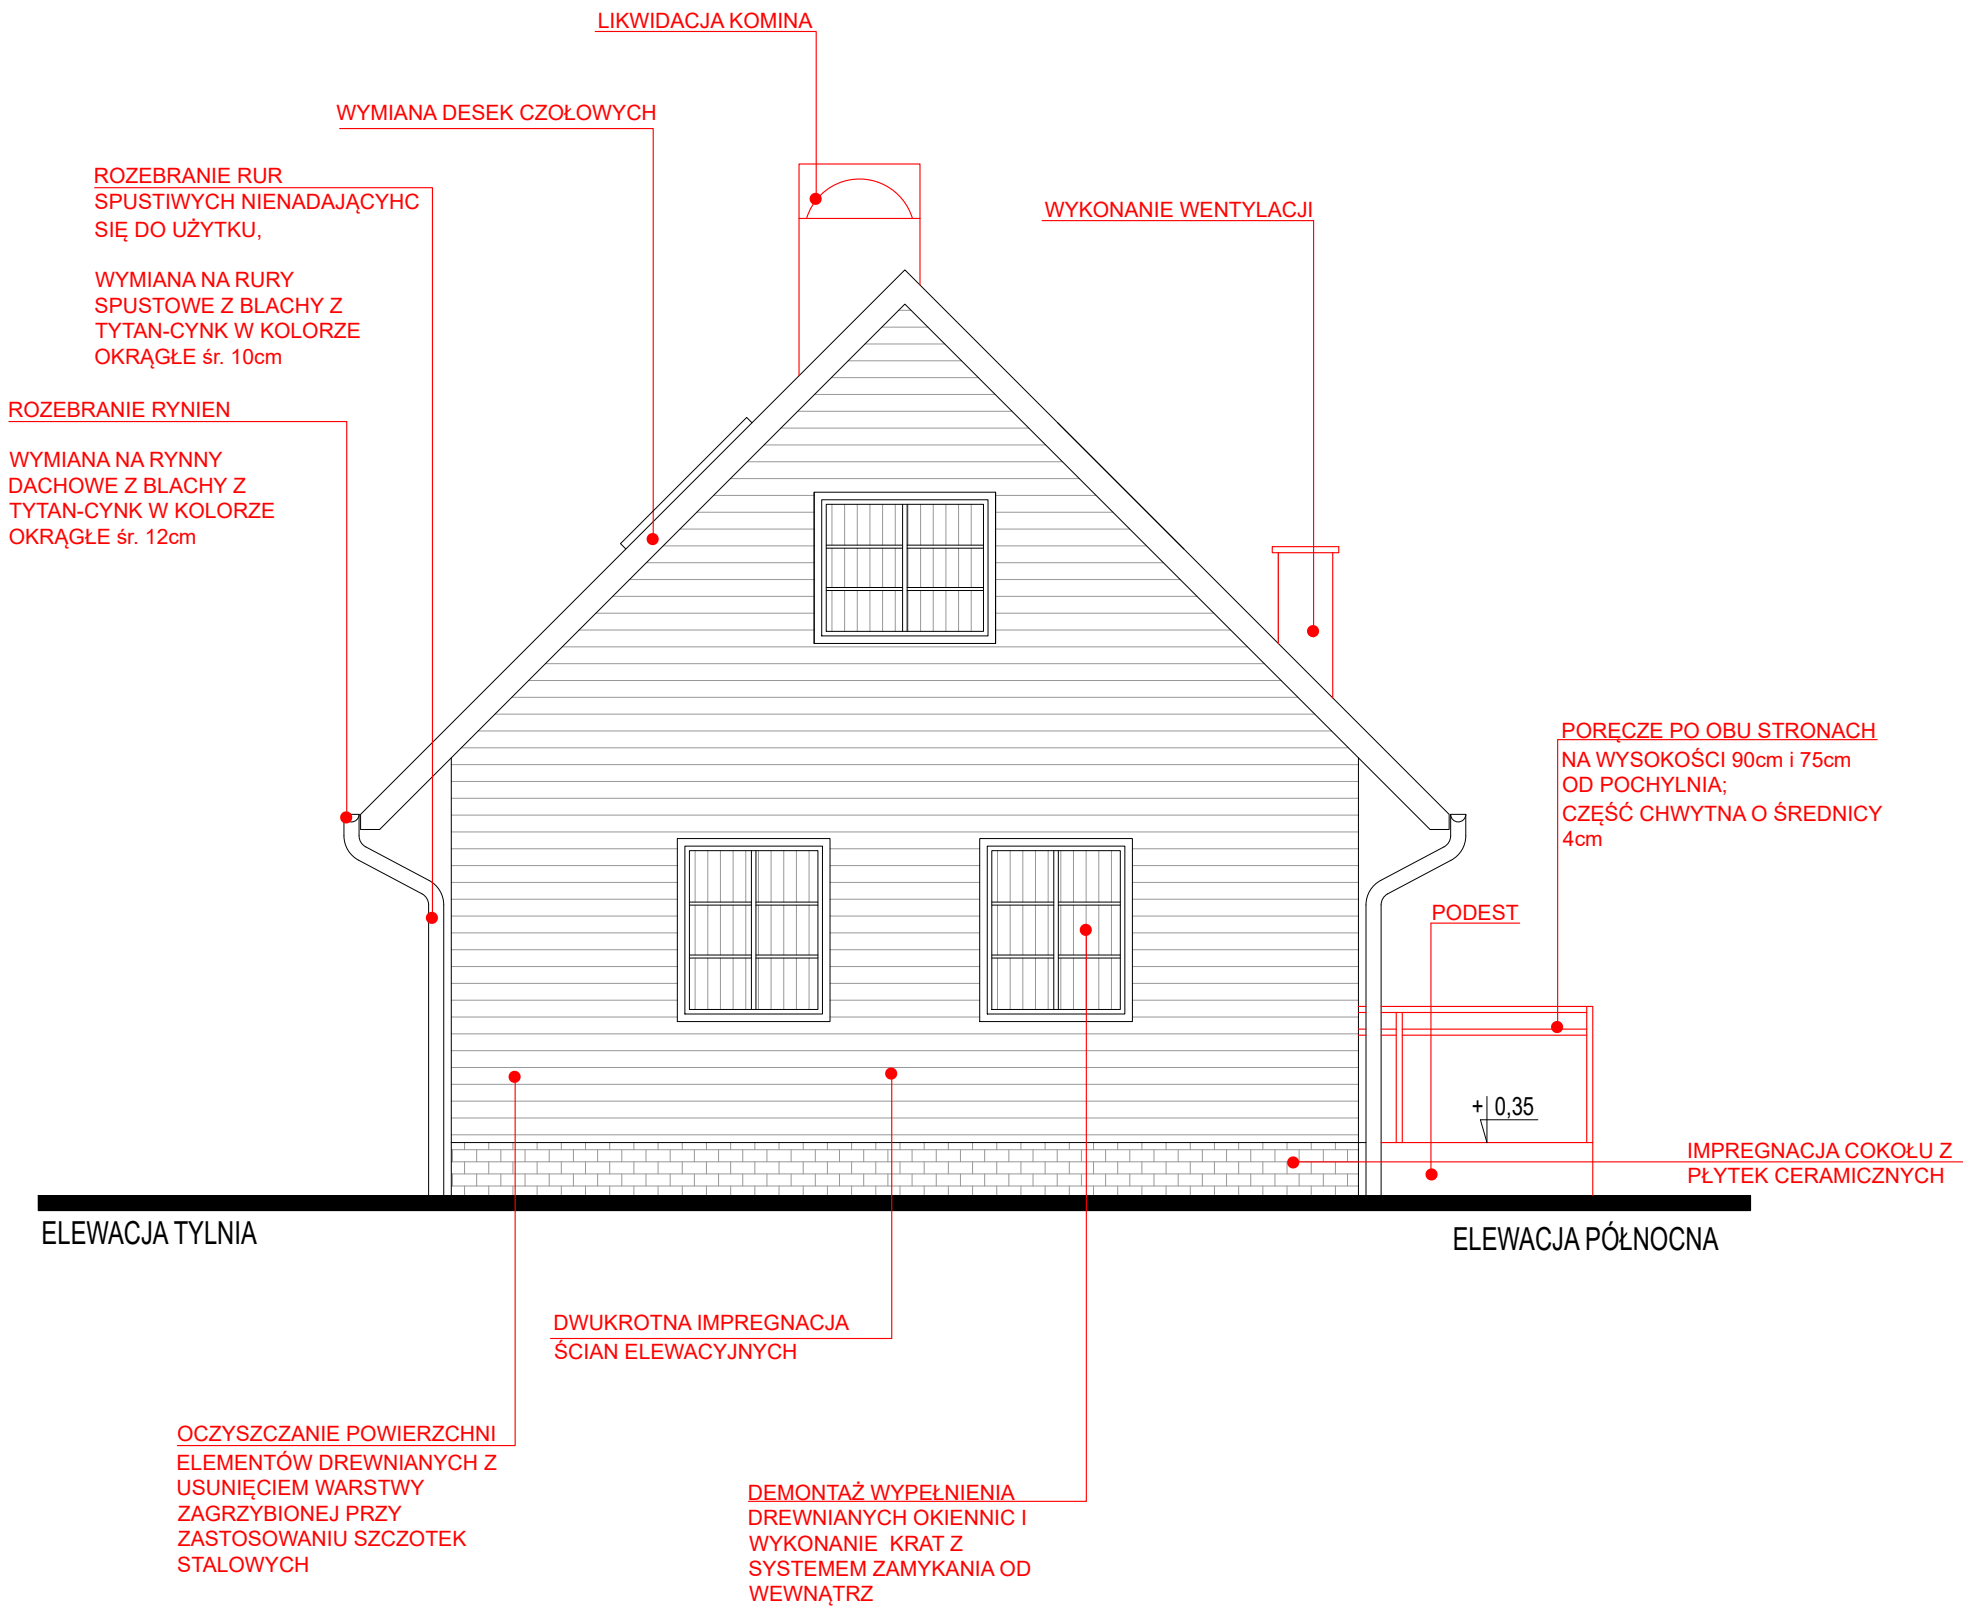 LIKWIDACJA KOMINA
WYMIANA DESEK CZOŁOWYCH
ROZEBRANIE RUR
SPUSTIWYCH NIENADAJĄCYHC
SIĘ DO UŻYTKU,
WYMIANA NA RURY
SPUSTOWE Z BLACHY Z
TYTAN-CYNK W KOLORZE
OKRĄGŁE śr. 10cm
WYKONANIE WENTYLACJI
ROZEBRANIE RYNIEN
WYMIANA NA RYNNY
DACHOWE Z BLACHY Z
TYTAN-CYNK W KOLORZE
OKRĄGŁE śr. 12cm
PORĘCZE PO OBU STRONACH
NA WYSOKOŚCI 90cm i 75cm
OD POCHYLNIA;
CZĘŚĆ CHWYTNA O ŚREDNICY
4cm
PODEST
+ 0,35
IMPREGNACJA COKOŁU Z
PŁYTEK CERAMICZNYCH
ELEWACJA TYLNIA
ELEWACJA PÓŁNOCNA
DWUKROTNA IMPREGNACJA
ŚCIAN ELEWACYJNYCH
OCZYSZCZANIE POWIERZCHNI
ELEMENTÓW DREWNIANYCH Z
USUNIĘCIEM WARSTWY
ZAGRZYBIONEJ PRZY
ZASTOSOWANIU SZCZOTEK
STALOWYCH
DEMONTAŻ WYPEŁNIENIA
DREWNIANYCH OKIENNIC I
WYKONANIE KRAT Z
SYSTEMEM ZAMYKANIA OD
WEWNĄTRZ